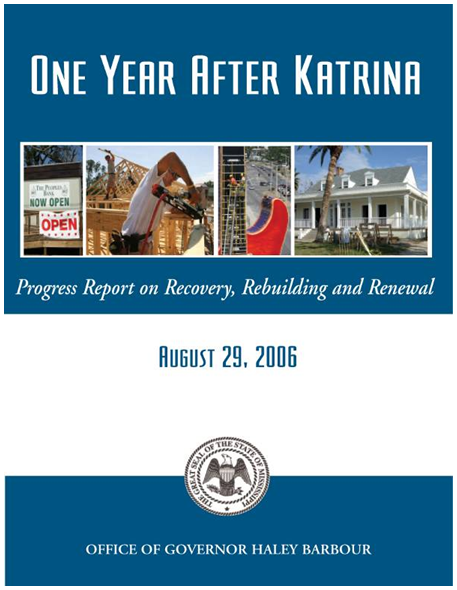 ONE YEAR AFTER KATRINA
THE PEOPLES
BANK
NOW OPEN
OPEN
Progress Report on Recovery, Rebuilding and Renewal
AUGUST 29, 2006
THE GREAT SEAL OF THE STATE OF MISSISSIPPI
OFFICE OF GOVERNOR HALEY BARBOUR